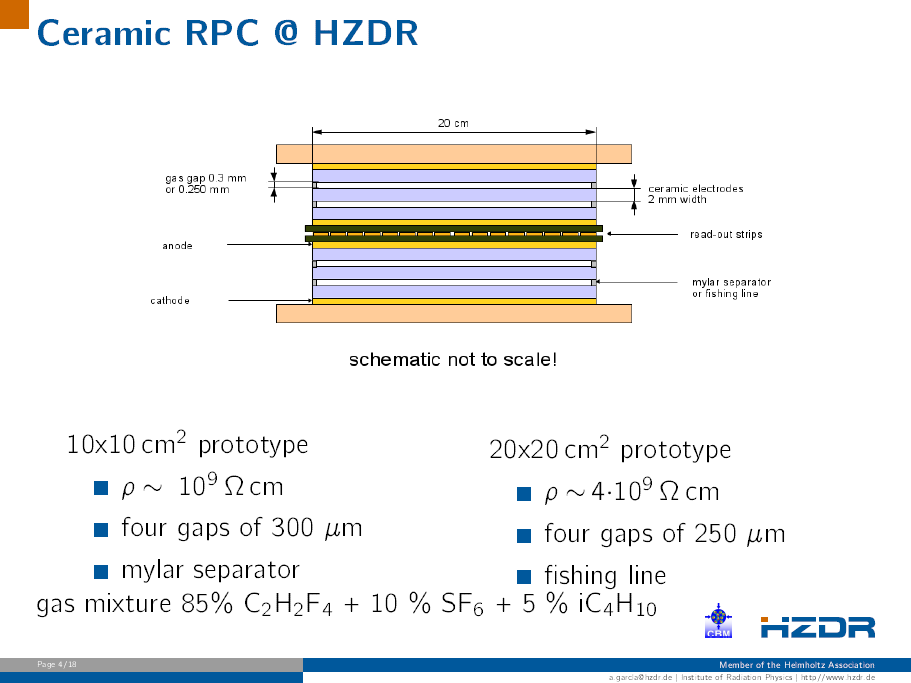 Ceramic RPC @ HZDR
20 cm
gas gap 0.3 mm
or 0.250 mm
ceramic electrodes
2 mm width
read-out strips
anode
mylar separator
or fishing line
cathode
schematic not to scale!
10x10 cm² prototype
ρ ∼ 10⁹ Ω cm
four gaps of 300 µm
mylar separator
20x20 cm² prototype
ρ ∼ 4·10⁹ Ω cm
four gaps of 250 µm
fishing line
gas mixture 85% C₂H₂F₄ + 10 % SF₆ + 5 % iC₄H₁₀
CBM
HZDR
Page 4/18
Member of the Helmholtz Association
a.garcia@hzdr.de | Institute of Radiation Physics | http//www.hzdr.de